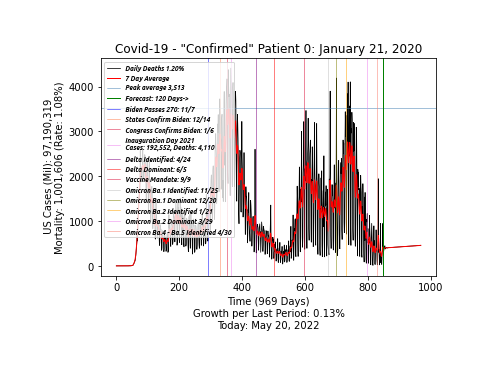 Covid-19 - "Confirmed" Patient 0: January 21, 2020
US Cases (Mil): 97,190,319
Mortality: 1,001,606 (Rate: 1.08%)
4000
3000
2000
1000
0
Daily Deaths 1.20%
7 Day Average
Peak average 3,513
Forecast: 120 Days->
Biden Passes 270: 11/7
States Confirm Biden: 12/14
Congress Confirms Biden: 1/6
Inauguration Day 2021
Cases: 192,552, Deaths: 4,110
Delta Identified: 4/24
Delta Dominant: 6/5
Vaccine Mandate: 9/9
Omicron Ba.1 Identified: 11/25
Omicron Ba.1 Dominant 12/20
Omicron Ba.2 Identified 1/21
Omicron Ba.2 Dominant 3/29
Omicron Ba.4 - Ba.5 Identified 4/30
0 200 400 600 800 1000
Time (969 Days)
Growth per Last Period: 0.13%
Today: May 20, 2022